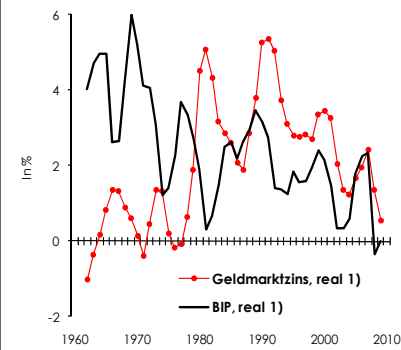 6
4
In %
2
0
Geldmarktzins, real 1)
BIP, real 1)
-2
1960 1970 1980 1990 2000 2010